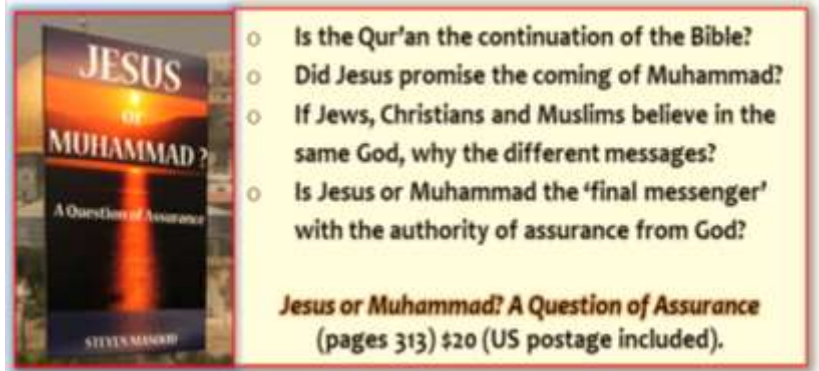 JESUS
or
MUHAMMAD ?
A Question of Assurance
STEVEN MASOOD
Is the Qur'an the continuation of the Bible?
Did Jesus promise the coming of Muhammad?
If Jews, Christians and Muslims believe in the
same God, why the different messages?
Is Jesus or Muhammad the ‘final messenger’
with the authority of assurance from God?
Jesus or Muhammad? A Question of Assurance
(pages 313) $20 (US postage included).